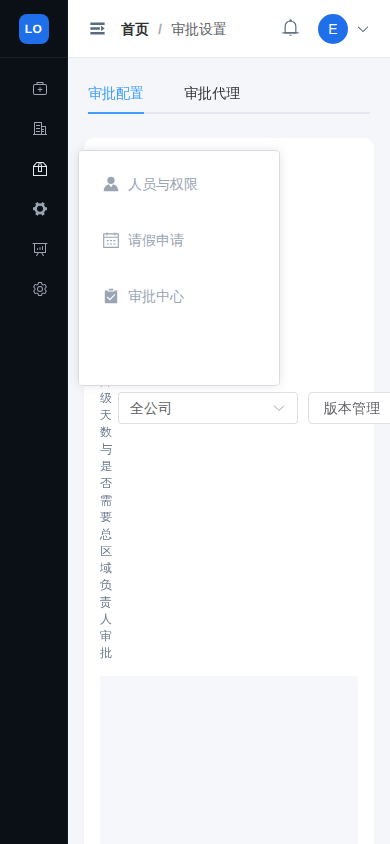 LO
首页 / 审批设置
E
审批配置 审批代理
人员与权限
请假申请
审批中心
全公司
版本管理
级
天
数
与
是
否
需
要
总
区
域
负
责
人
审
批